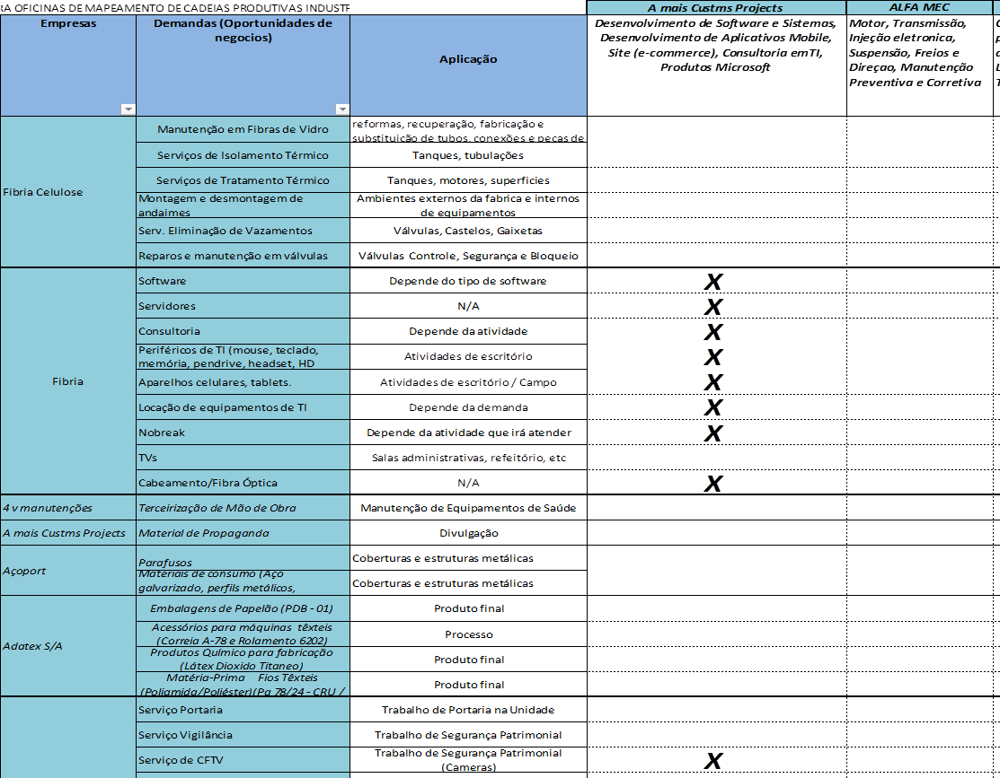 RA OFICINAS DE MAPEAMENTO DE CADEIAS PRODUTIVAS INDUSTF
A mais Custms Projects
ALFA MEC
Empresas
Demandas (Oportunidades de
negocios)
Aplicação
Desenvolvimento de Software e Sistemas,
Desenvolvimento de Aplicativos Mobile,
Site (e-commerce), Consultoria em TI,
Produtos Microsoft
Motor, Transmissão,
Injeção eletronica,
Suspensão, Freios e
Direçao, Manutenção
Preventiva e Corretiva
Fibria Celulose
Manutenção em Fibras de Vidro
reformas, recuperação, fabricação e
substituição de tubos, conexões e peças de
Serviços de Isolamento Térmico
Tanques, tubulações
Serviços de Tratamento Térmico
Tanques, motores, superficies
Montagem e desmontagem de
andaimes
Ambientes externos da fabrica e internos
de equipamentos
Serv. Eliminação de Vazamentos
Válvulas, Castelos, Gaixetas
Reparos e manutenção em válvulas
Válvulas Controle, Segurança e Bloqueio
Fibria
Software
Depende do tipo de software
X
Servidores
N/A
X
Consultoria
Depende da atividade
X
Periféricos de TI (mouse, teclado,
memória, pendrive, headset, HD
Atividades de escritório
X
Aparelhos celulares, tablets.
Atividades de escritório / Campo
X
Locação de equipamentos de TI
Depende da demanda
X
Nobreak
Depende da atividade que irá atender
X
TVs
Salas administrativas, refeitório, etc
Cabeamento/Fibra Óptica
N/A
X
4 v manutenções
Terceirização de Mão de Obra
Manutenção de Equipamentos de Saúde
A mais Custms Projects
Material de Propaganda
Divulgação
Açoport
Parafusos
Coberturas e estruturas metálicas
Materiais de consumo (Aço
galvarizado, perfils metálicos,
Coberturas e estruturas metálicas
Adatex S/A
Embalagens de Papelão (PDB - 01)
Produto final
Acessórios para máquinas têxteis
(Correia A-78 e Rolamento 6202)
Processo
Produtos Químico para fabricação
(Látex Dioxido Titaneo)
Produto final
Matéria-Prima Fios Têxteis
(Poliamida/Poliéster)(Pa 78/24 - CRU /
Produto final
Serviço Portaria
Trabalho de Portaria na Unidade
Serviço Vigilância
Trabalho de Segurança Patrimonial
Serviço de CFTV
Trabalho de Segurança Patrimonial
(Cameras)
X